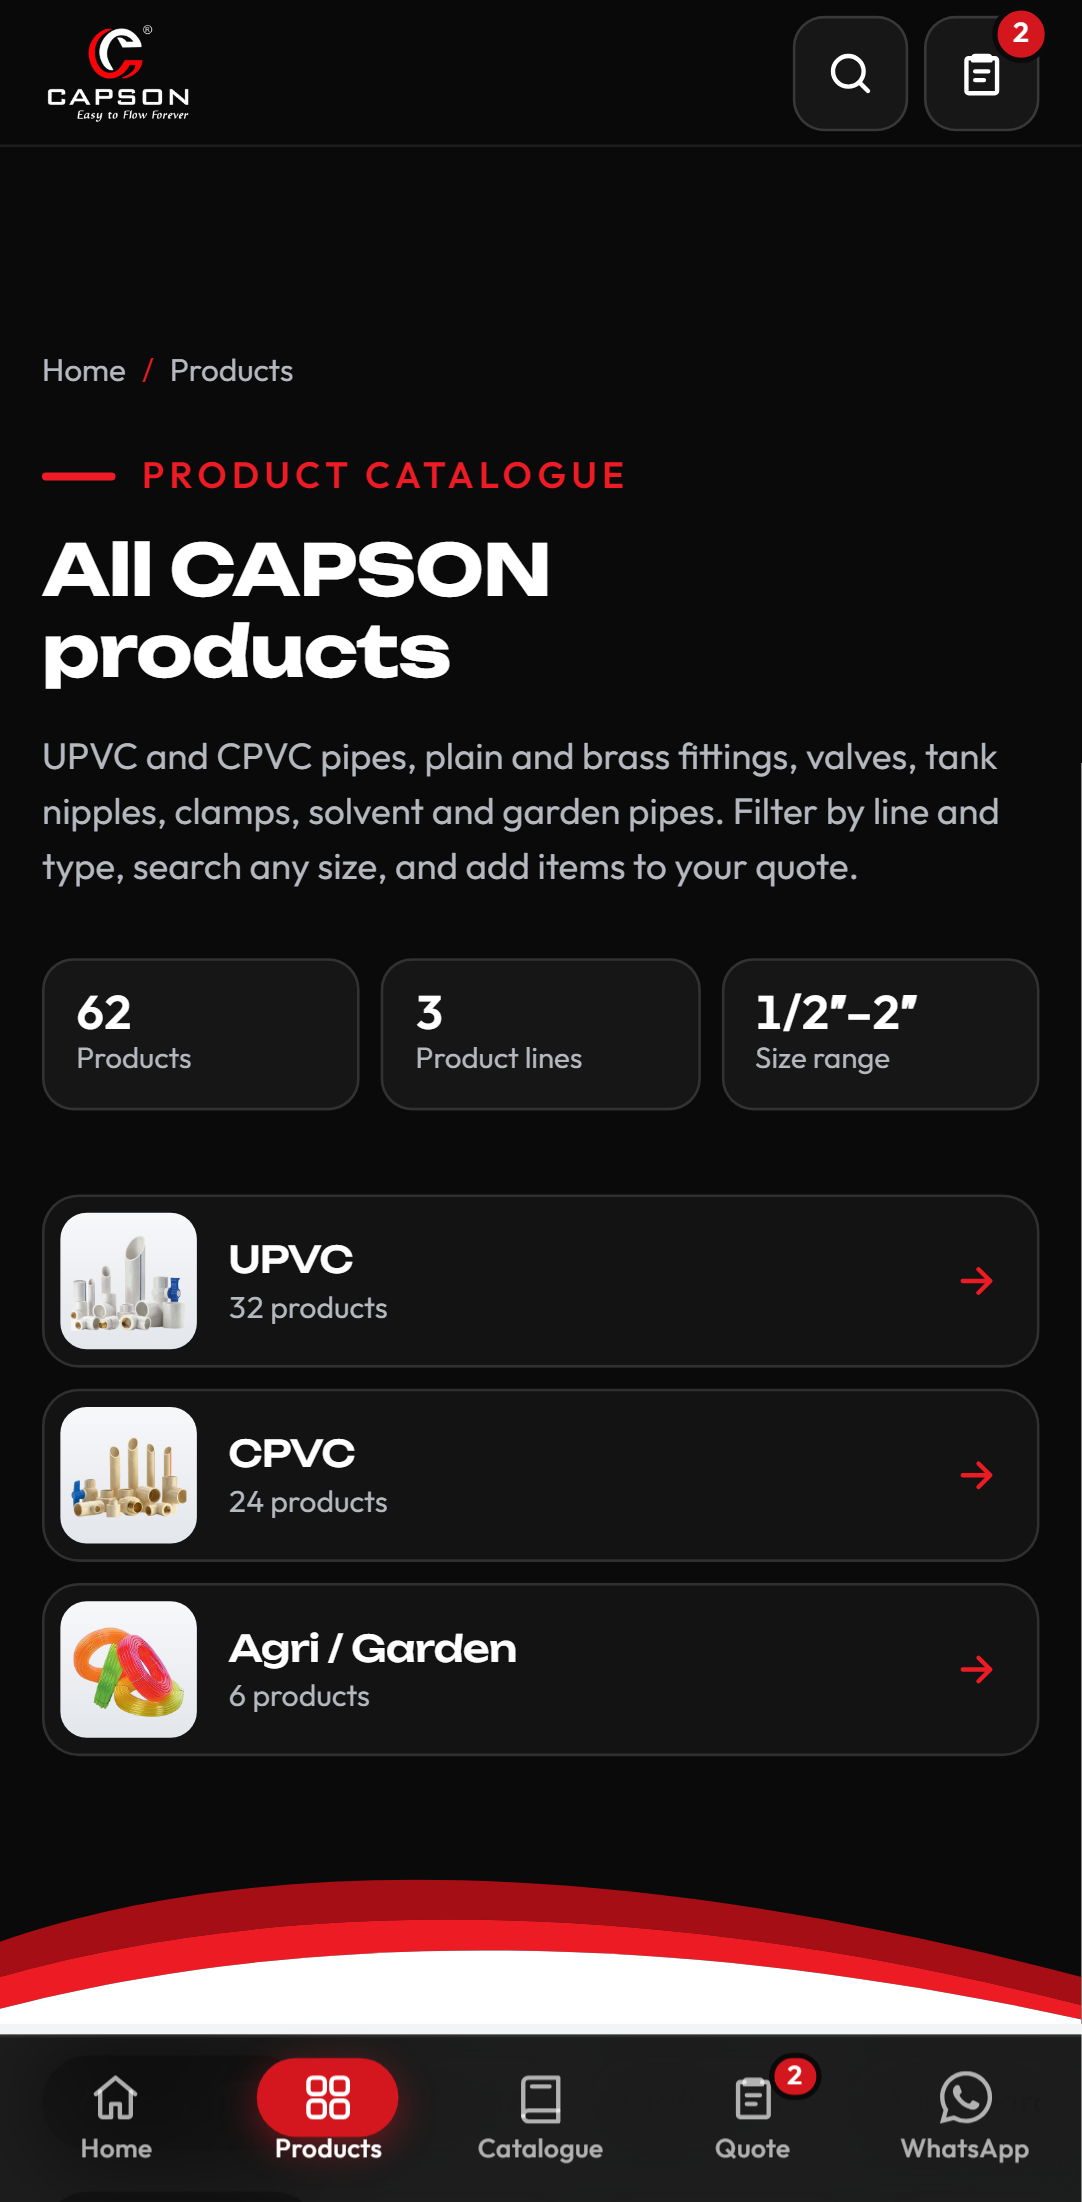 ®
CAPSON
Easy to Flow Forever
2
Home / Products
PRODUCT CATALOGUE
All CAPSON
products
UPVC and CPVC pipes, plain and brass fittings, valves, tank
nipples, clamps, solvent and garden pipes. Filter by line and
type, search any size, and add items to your quote.
62
Products
3
Product lines
1/2″–2″
Size range
UPVC
32 products
CPVC
24 products
Agri / Garden
6 products
Home
Products
Catalogue
2
Quote
WhatsApp